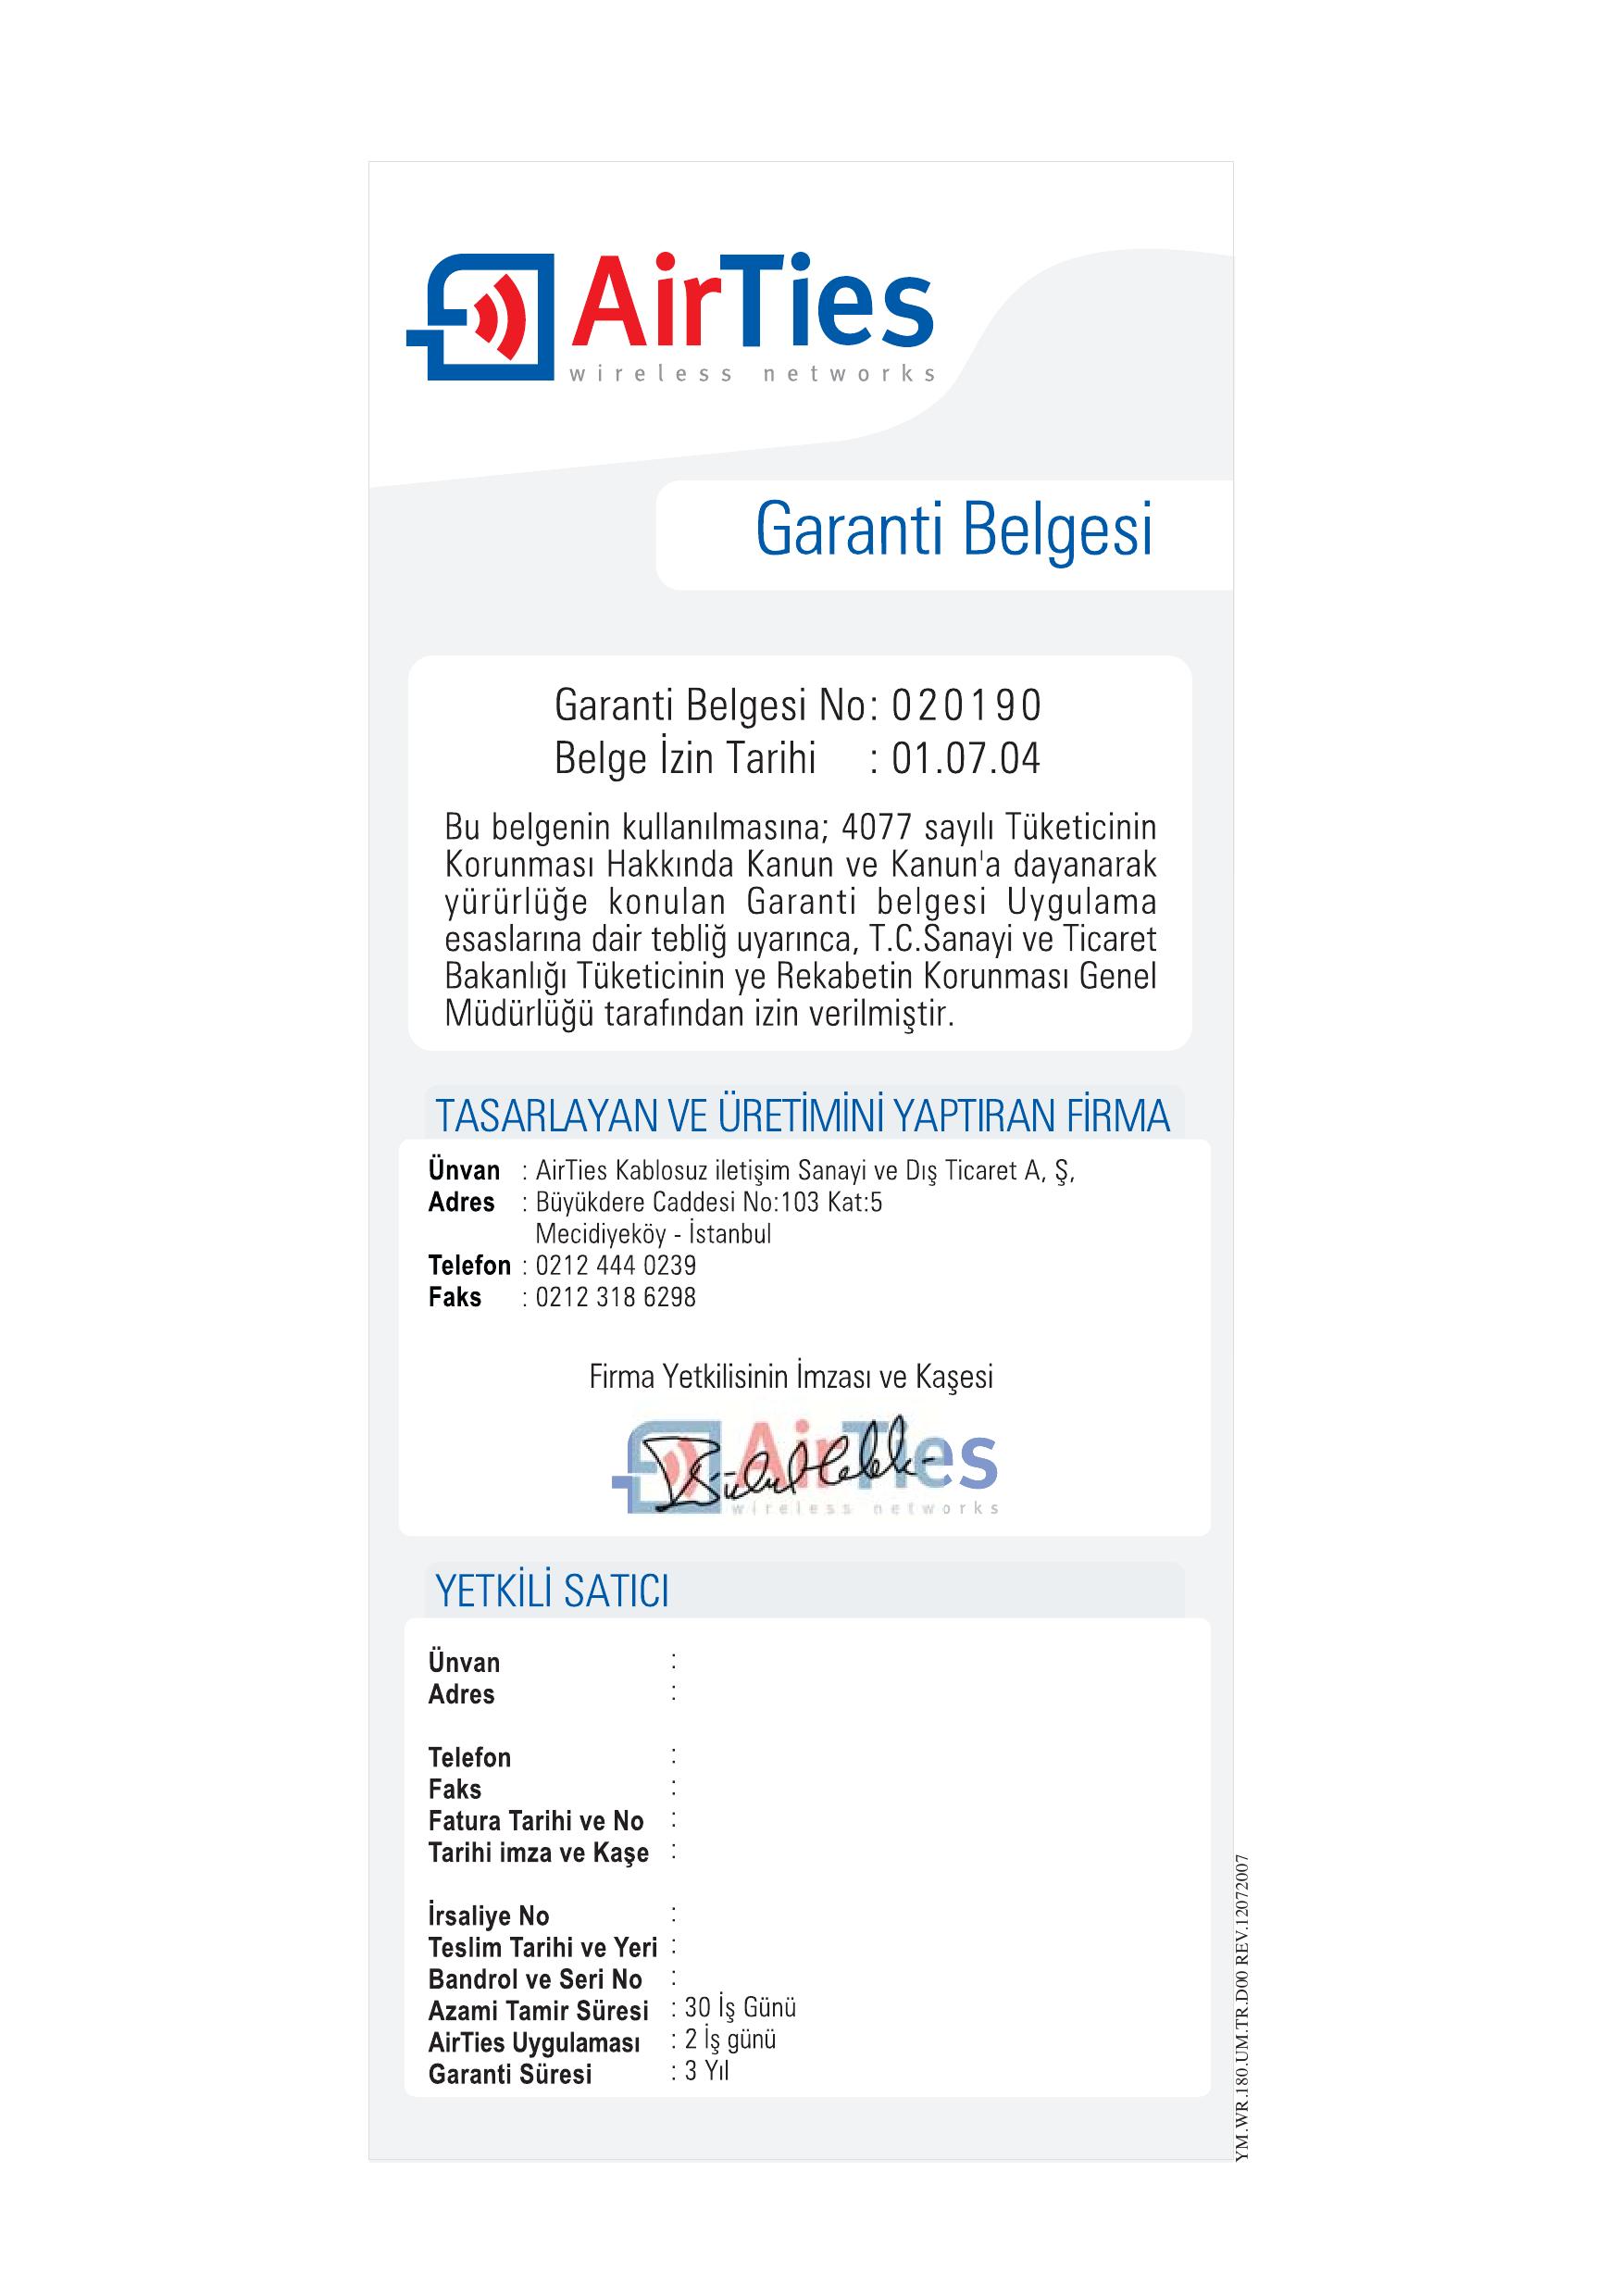 AirTies
wireless networks
Garanti Belgesi
Garanti Belgesi No: 020190
Belge İzin Tarihi : 01.07.04
Bu belgenin kullanılmasına; 4077 sayılı Tüketicinin
Korunması Hakkında Kanun ve Kanun'a dayanarak
yürürlüğe konulan Garanti belgesi Uygulama
esaslarına dair tebliğ uyarınca, T.C.Sanayi ve Ticaret
Bakanlığı Tüketicinin ye Rekabetin Korunması Genel
Müdürlüğü tarafından izin verilmiştir.
TASARLAYAN VE ÜRETİMİNİ YAPTIRAN FİRMA
Ünvan : AirTies Kablosuz iletişim Sanayi ve Dış Ticaret A, Ş,
Adres : Büyükdere Caddesi No:103 Kat:5
Mecidiyeköy - İstanbul
Telefon : 0212 444 0239
Faks : 0212 318 6298
Firma Yetkilisinin İmzası ve Kaşesi
AirTies
wireless networks
YETKİLİ SATICI
Ünvan :
Adres :
Telefon :
Faks :
Fatura Tarihi ve No :
Tarihi imza ve Kaşe :
İrsaliye No :
Teslim Tarihi ve Yeri :
Bandrol ve Seri No :
Azami Tamir Süresi : 30 İş Günü
AirTies Uygulaması : 2 İş günü
Garanti Süresi : 3 Yıl
YM.WR.180.UM.TR.D00 REV.12072007